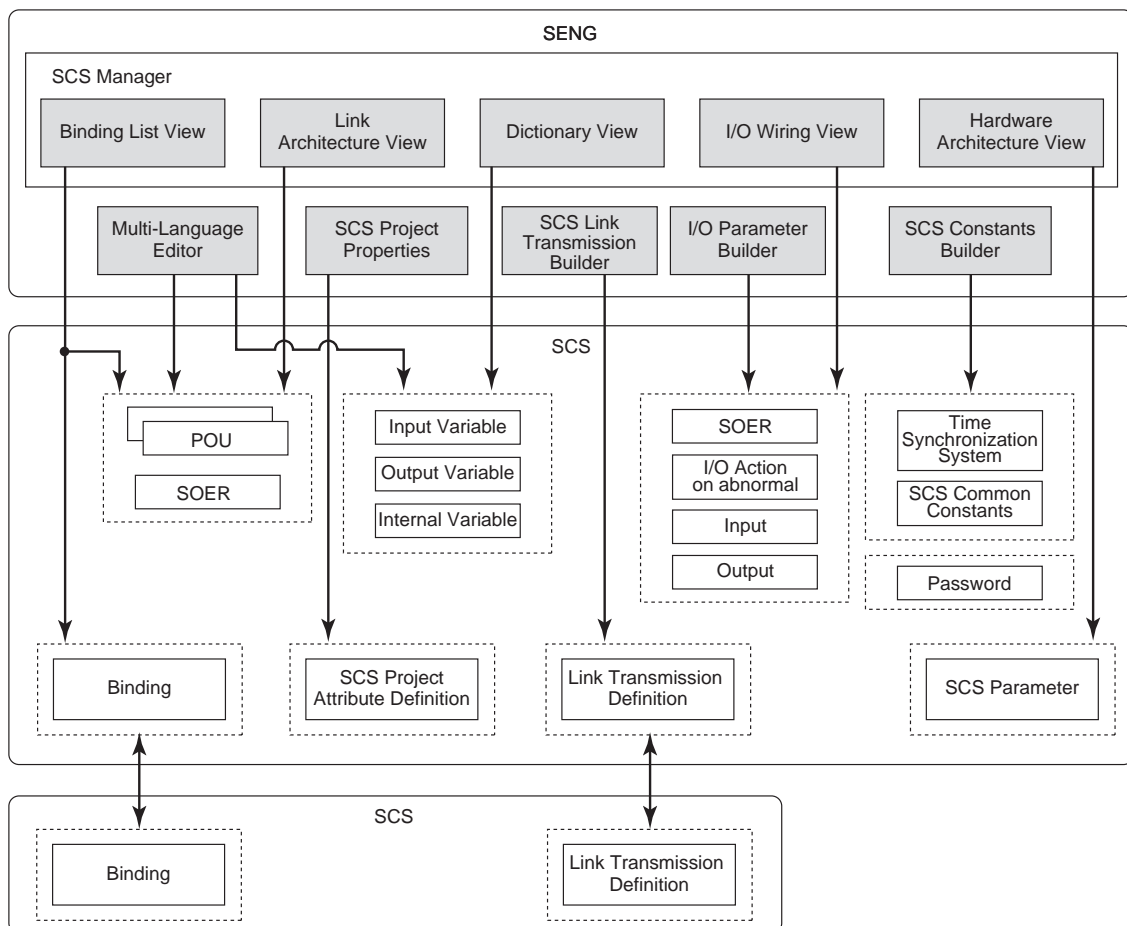 SENG
SCS Manager
Binding List View
Link
Architecture View
Dictionary View
I/O Wiring View
Hardware
Architecture View
Multi-Language
Editor
SCS Project
Properties
SCS Link
Transmission
Builder
I/O Parameter
Builder
SCS Constants
Builder
SCS
POU
SOER
Input Variable
Output Variable
Internal Variable
SOER
I/O Action
on abnormal
Input
Output
Time
Synchronization
System
SCS Common
Constants
Password
Binding
SCS Project
Attribute Definition
Link Transmission
Definition
SCS Parameter
SCS
Binding
Link Transmission
Definition